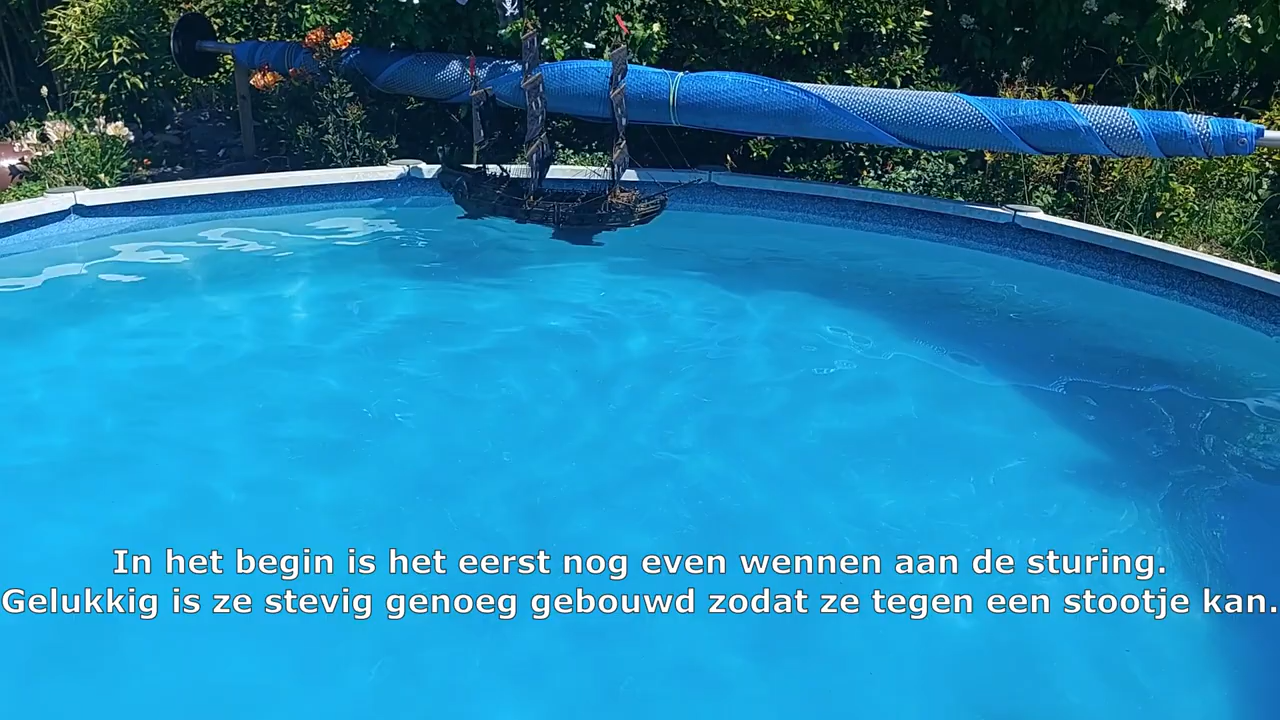 In het begin is het eerst nog even wennen aan de sturing.
Gelukkig is ze stevig genoeg gebouwd zodat ze tegen een stootje kan.